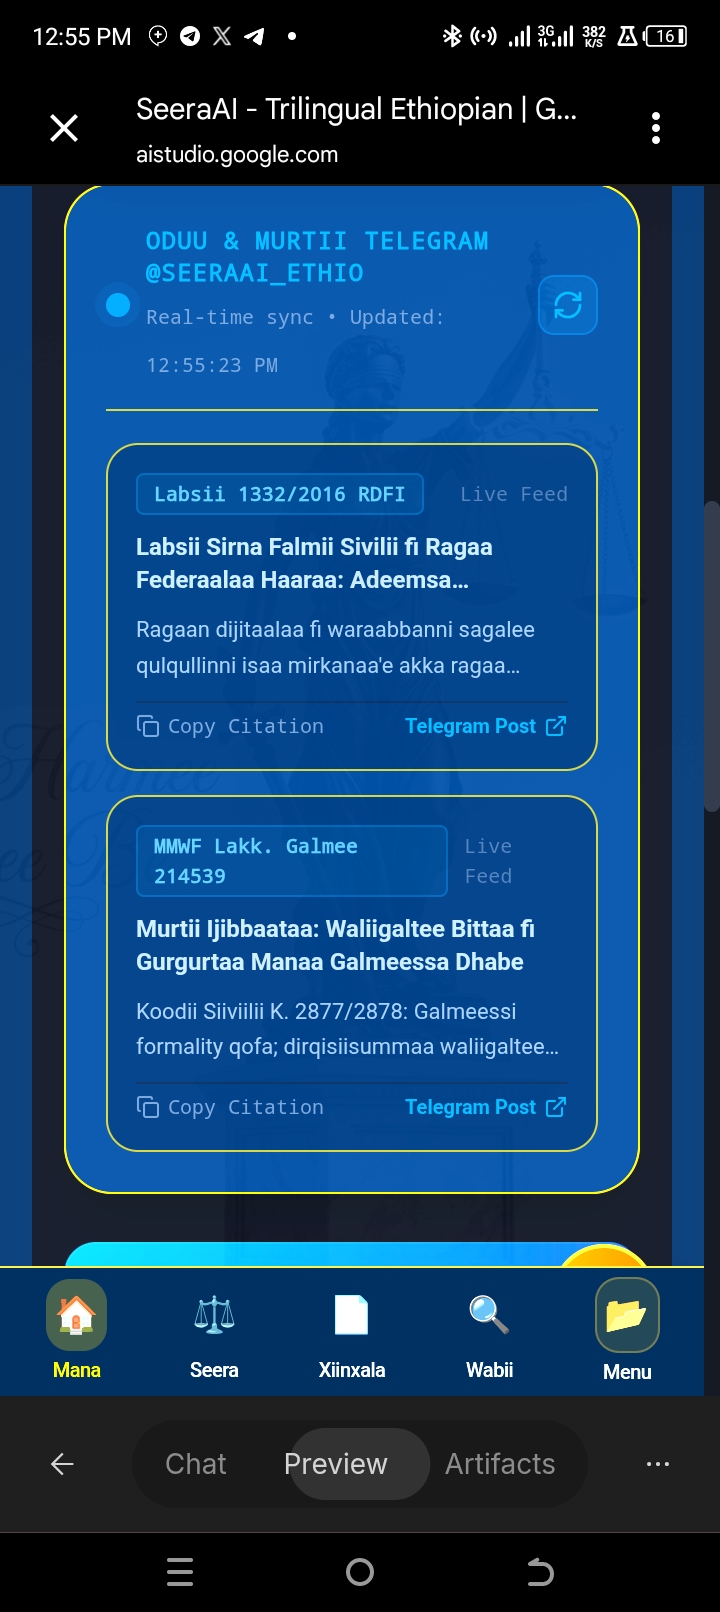 12:55 PM
3G
382
K/S
16
SeeraAI - Trilingual Ethiopian | G...
aistudio.google.com
ODUU & MURTII TELEGRAM
@SEERAAI_ETHIO
Real-time sync • Updated:
12:55:23 PM
Labsii 1332/2016 RDFI
Live Feed
Labsii Sirna Falmii Sivilii fi Ragaa
Federaalaa Haaraa: Adeemsa...
Ragaan dijitaalaa fi waraabbanni sagalee
qulqullinni isaa mirkanaa'e akka ragaa...
Copy Citation
Telegram Post
MMWF Lakk. Galmee
214539
Live
Feed
Murtii Ijibbaataa: Waliigaltee Bittaa fi
Gurgurtaa Manaa Galmeessa Dhabe
Koodii Siiviilii K. 2877/2878: Galmeessi
formality qofa; dirqisiisummaa waliigaltee...
Copy Citation
Telegram Post
Mana
Seera
Xiinxala
Wabii
Menu
Chat
Preview
Artifacts